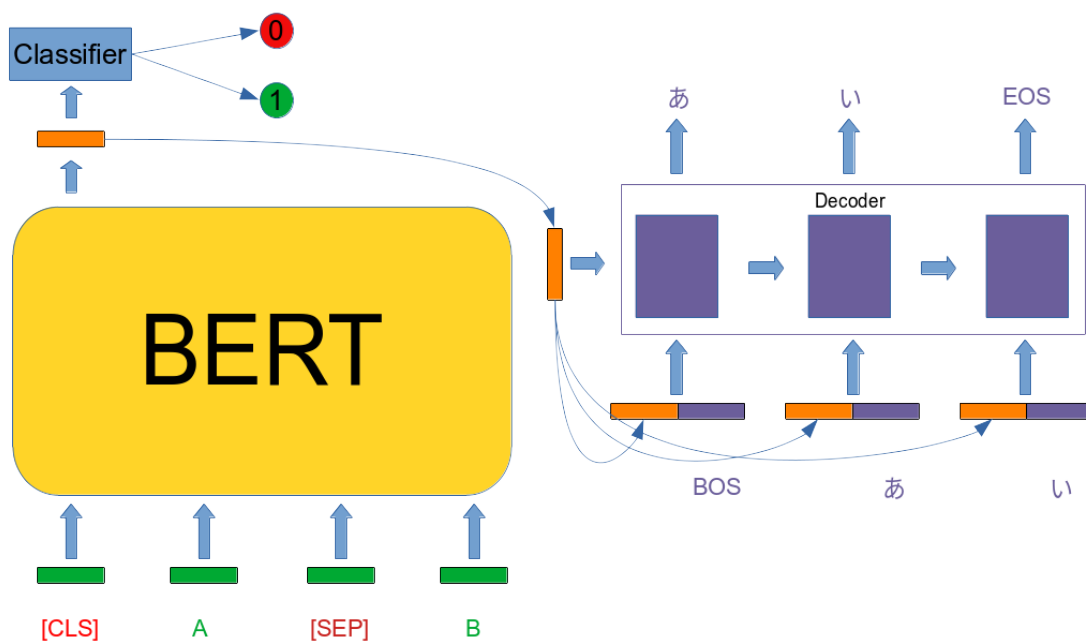 Classifier
0
1
BERT
[CLS] A [SEP] B
あ い EOS
Decoder
BOS あ い